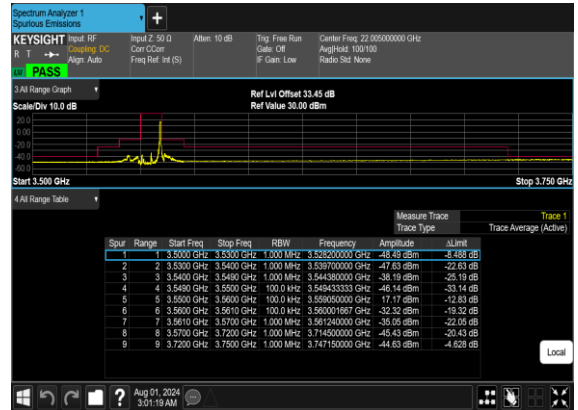 Spectrum Analyzer 1
Spurious Emissions
+
KEYSIGHT Input: RF Input Z: 50 Ω Atten: 10 dB Trig: Free Run Center Freq: 22.005000000 GHz
R T Coupling: DC Corr CCorr Gate: Off Avg|Hold: 100/100
Align: Auto Freq Ref: Int (S) IF Gain: Low Radio Std: None
PASS
3 All Range Graph
Ref Lvl Offset 33.45 dB
Scale/Div 10.0 dB Ref Value 30.00 dBm
20.0
0.00
-20.0
-40.0
-60.0
Start 3.500 GHz Stop 3.750 GHz
4 All Range Table
Measure Trace Trace 1
Trace Type Trace Average (Active)
Spur Range Start Freq Stop Freq RBW Frequency Amplitude ΔLimit
1 1 3.5000 GHz 3.5300 GHz 1.000 MHz 3.528200000 GHz -48.49 dBm -8.488 dB
2 2 3.5300 GHz 3.5400 GHz 1.000 MHz 3.539700000 GHz -47.63 dBm -22.63 dB
3 3 3.5400 GHz 3.5490 GHz 1.000 MHz 3.544380000 GHz -38.19 dBm -25.19 dB
4 4 3.5490 GHz 3.5500 GHz 100.0 kHz 3.549433333 GHz -46.14 dBm -33.14 dB
5 5 3.5500 GHz 3.5600 GHz 100.0 kHz 3.559050000 GHz 17.17 dBm -12.83 dB
6 6 3.5600 GHz 3.5610 GHz 100.0 kHz 3.560001667 GHz -32.32 dBm -19.32 dB
7 7 3.5610 GHz 3.5700 GHz 1.000 MHz 3.561240000 GHz -35.05 dBm -22.05 dB
8 8 3.5700 GHz 3.7200 GHz 1.000 MHz 3.714500000 GHz -45.43 dBm -20.43 dB
9 9 3.7200 GHz 3.7500 GHz 1.000 MHz 3.747150000 GHz -44.63 dBm -4.628 dB
Local
? Aug 01, 2024
3:01:19 AM